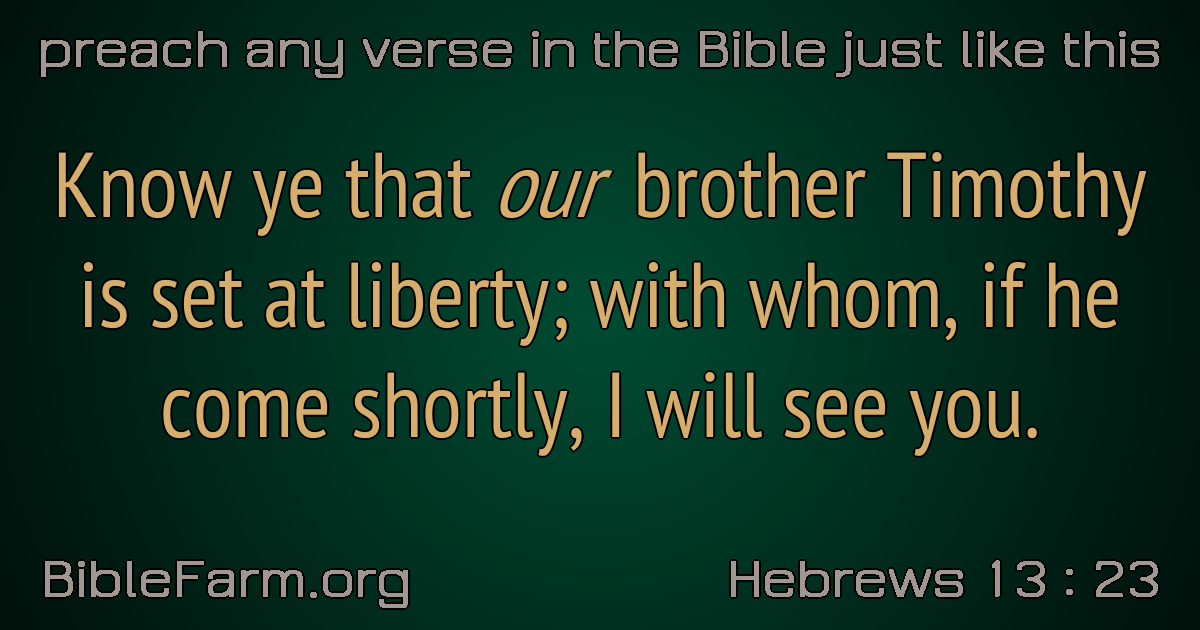 preach any verse in the Bible just like this
Know ye that our brother Timothy
is set at liberty; with whom, if he
come shortly, I will see you.
BibleFarm.org
Hebrews 13 : 23